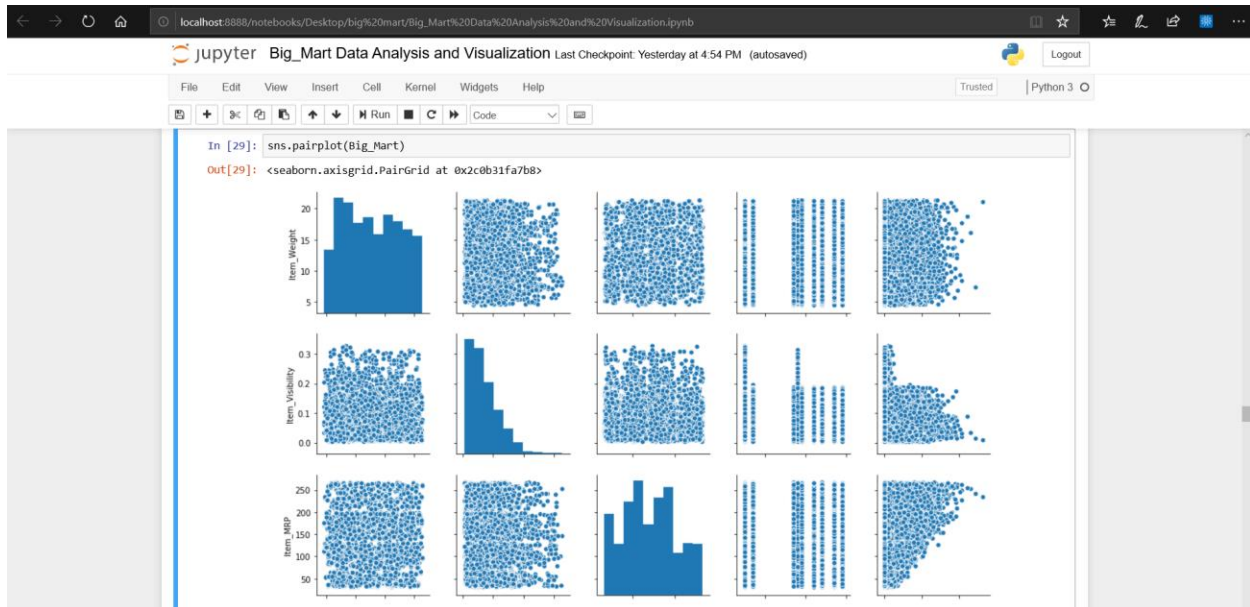 localhost:8888/notebooks/Desktop/big%20mart/Big_Mart%20Data%20Analysis%20and%20Visualization.ipynb
jupyter Big_Mart Data Analysis and Visualization Last Checkpoint: Yesterday at 4:54 PM (autosaved) Logout
File Edit View Insert Cell Kernel Widgets Help Trusted Python 3
Run Code
In [29]: sns.pairplot(Big_Mart)
Out[29]: <seaborn.axisgrid.PairGrid at 0x2c0b31fa7b8>
20
15
10
5
Item_Weight
0.3
0.2
0.1
0.0
Item_Visibility
250
200
150
100
50
Item_MRP